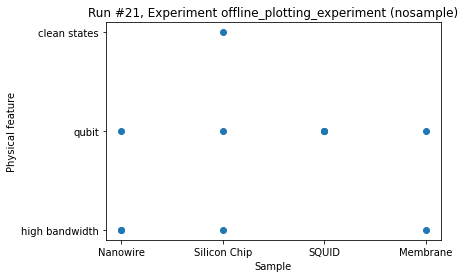 Run #21, Experiment offline_plotting_experiment (nosample)
clean states
qubit
high bandwidth
Physical feature
Nanowire Silicon Chip SQUID Membrane
Sample